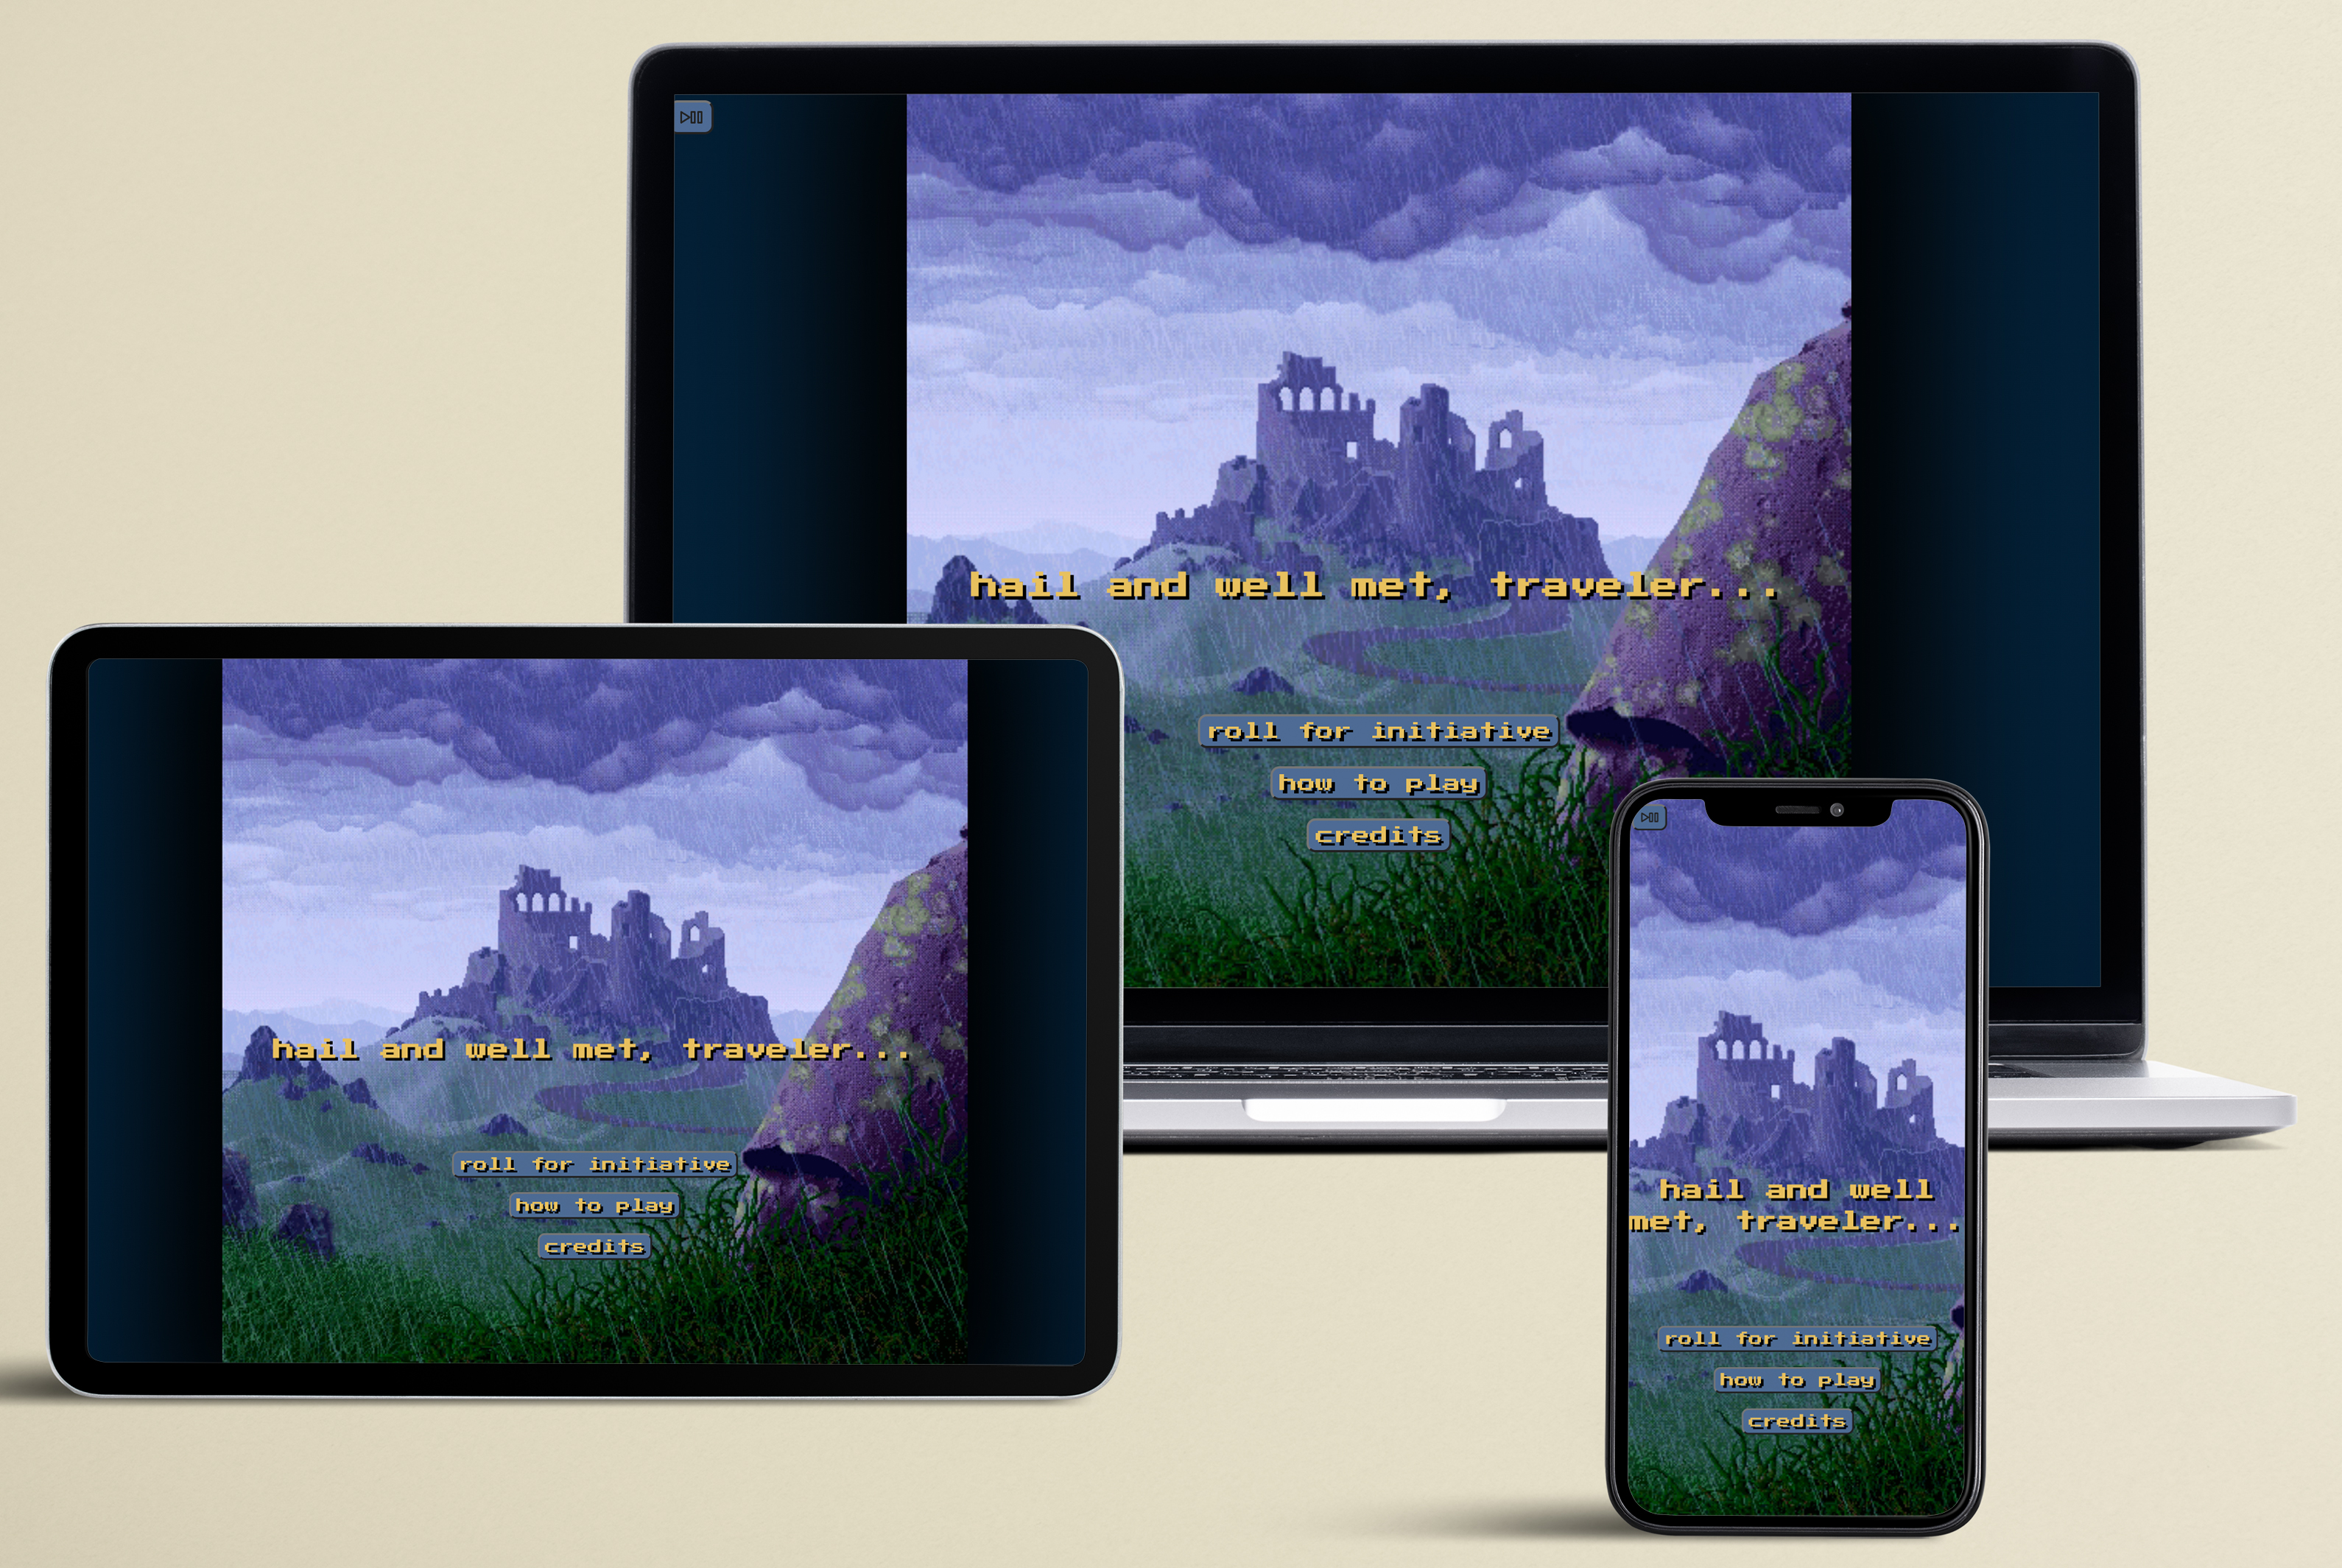 hail and well met, traveler...
roll for initiative
how to play
credits
hail and well met, traveler...
roll for initiative
how to play
credits
hail and well
met, traveler...
roll for initiative
how to play
credits